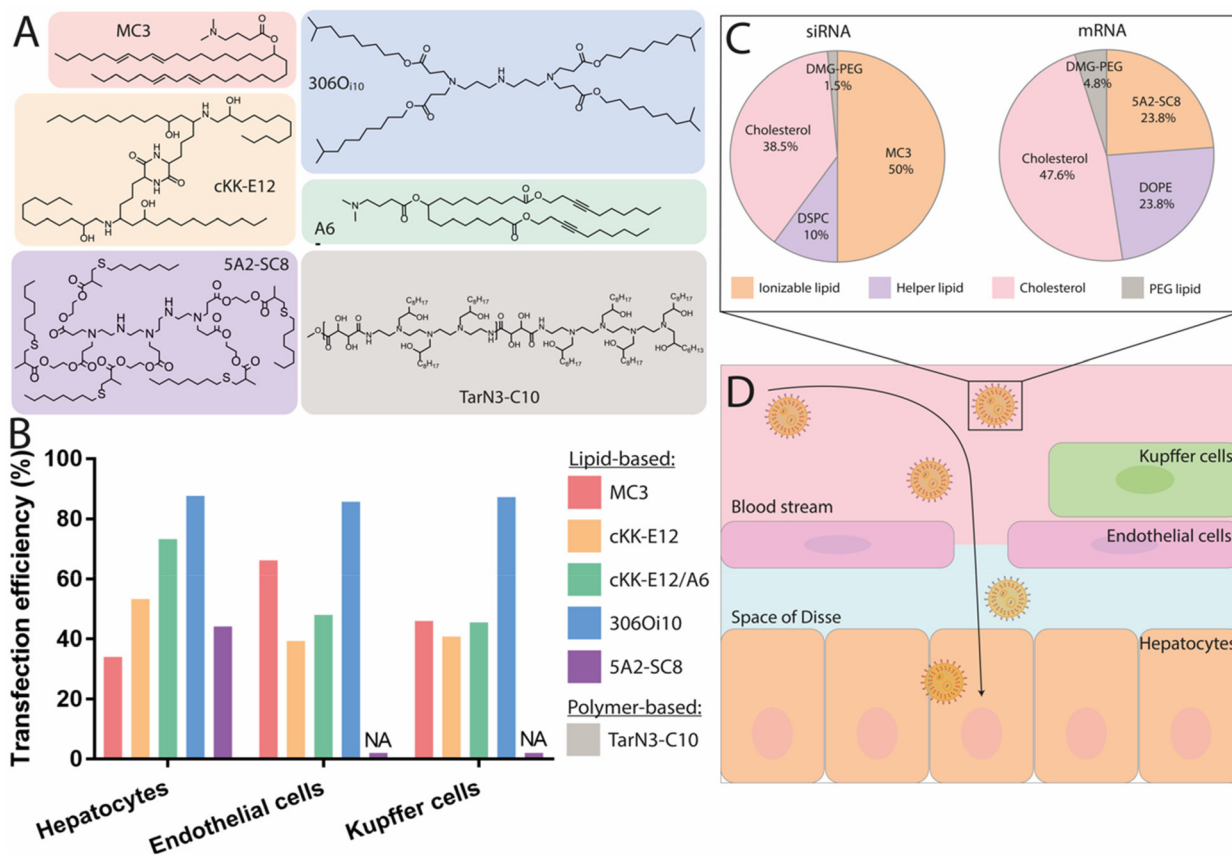 A
MC3
306Oi10
cKK-E12
A6
5A2-SC8
TarN3-C10
B
Transfection efficiency (%)
100
80
60
40
20
0
NA
NA
Hepatocytes
Endothelial cells
Kupffer cells
Lipid-based:
MC3
cKK-E12
cKK-E12/A6
306Oi10
5A2-SC8
Polymer-based:
TarN3-C10
C
siRNA
DMG-PEG
1.5%
Cholesterol
38.5%
MC3
50%
DSPC
10%
mRNA
DMG-PEG
4.8%
5A2-SC8
23.8%
Cholesterol
47.6%
DOPE
23.8%
Ionizable lipid
Helper lipid
Cholesterol
PEG lipid
D
Kupffer cells
Blood stream
Endothelial cells
Space of Disse
Hepatocytes